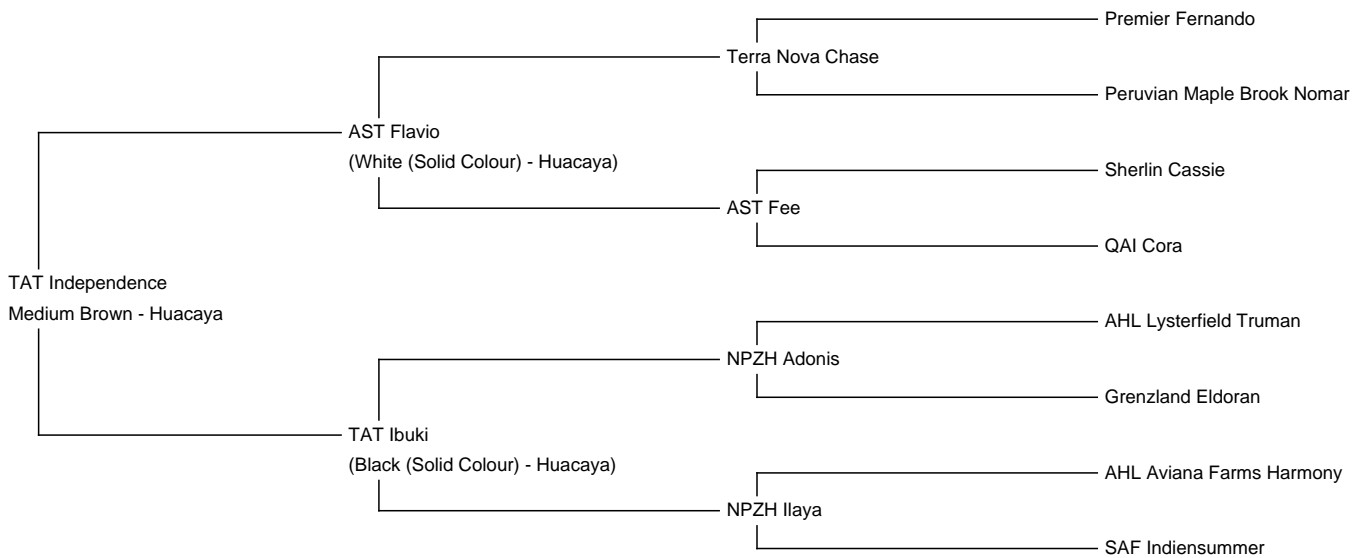 Premier Fernando
Terra Nova Chase
Peruvian Maple Brook Nomar
AST Flavio
(White (Solid Colour) - Huacaya)
Sherlin Cassie
AST Fee
QAI Cora
TAT Independence
Medium Brown - Huacaya
AHL Lysterfield Truman
NPZH Adonis
Grenzland Eldoran
TAT Ibuki
(Black (Solid Colour) - Huacaya)
AHL Aviana Farms Harmony
NPZH Ilaya
SAF Indiensummer